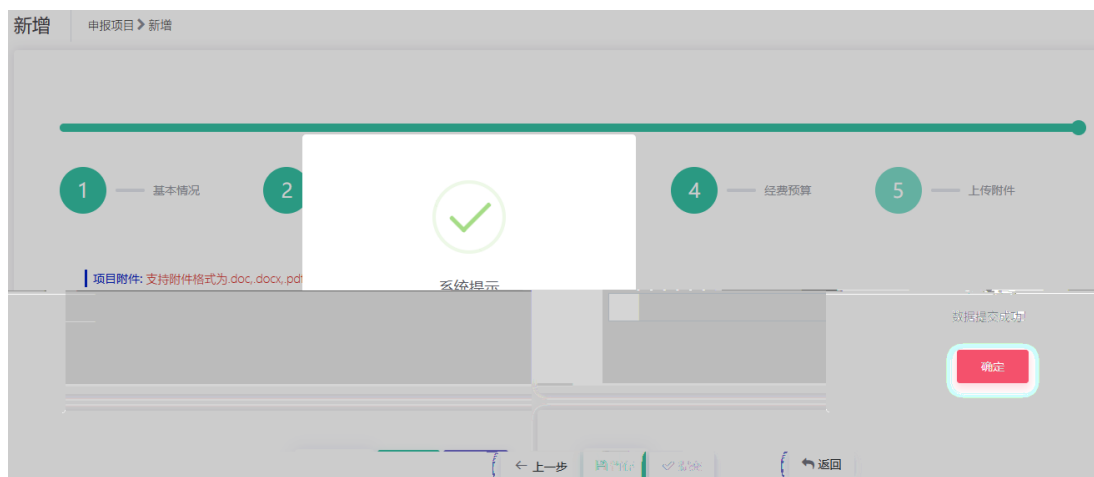 新增 申报项目 > 新增
1 基本情况 2 4 经费预算 5 上传附件
项目附件: 支持附件格式为.doc,.docx,.pdf
系统提示
数据提交成功!
确定
← 上一步 返回